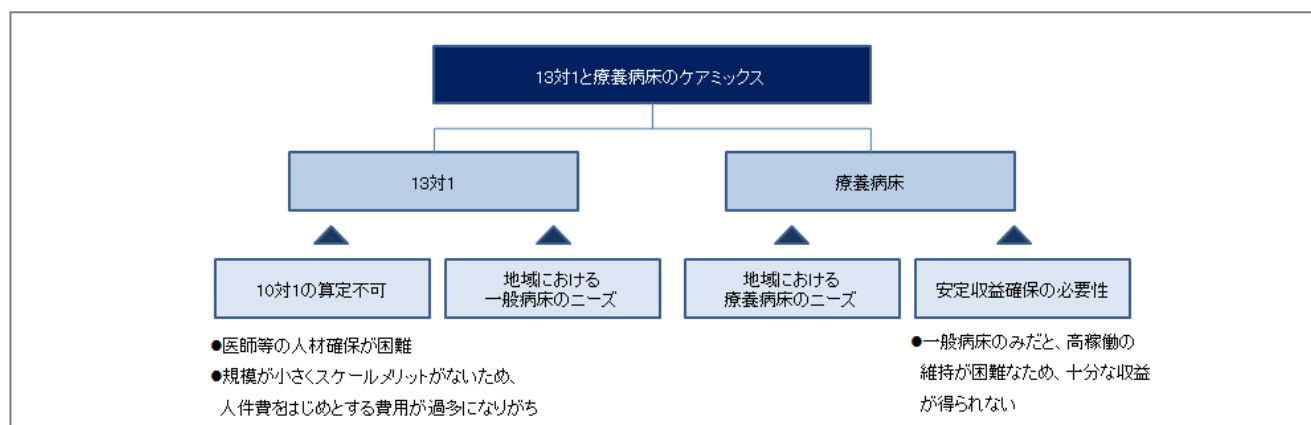 13対1と療養病床のケアミックス
13対1
療養病床
10対1の算定不可
地域における
一般病床のニーズ
地域における
療養病床のニーズ
安定収益確保の必要性
●医師等の人材確保が困難
●規模が小さくスケールメリットがないため、
人件費をはじめとする費用が過多になりがち
●一般病床のみだと、高稼働の
維持が困難なため、十分な収益
が得られない